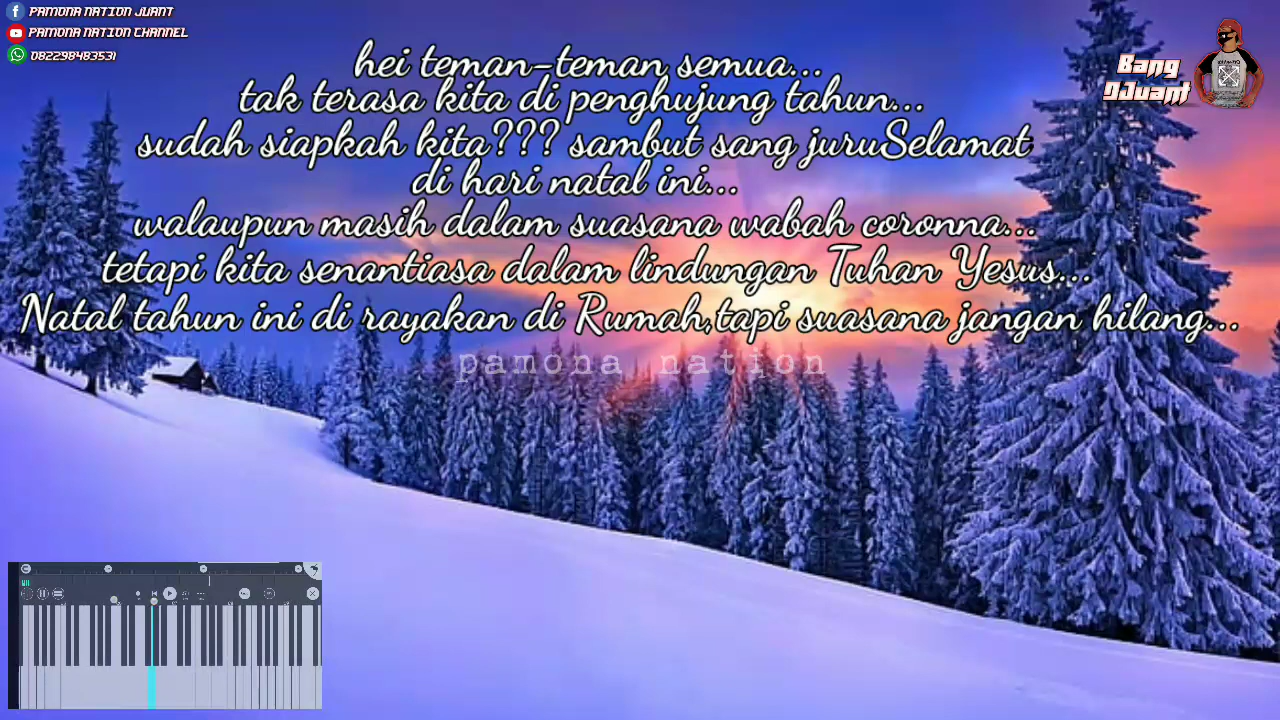 PAMONA NATION JUANT
PAMONA NATION CHANNEL
082298483531
Bang
DJuant
hei teman-teman semua...
tak terasa kita di penghujung tahun...
sudah siapkah kita??? sambut sang juruSelamat
di hari natal ini...
walaupun masih dalam suasana wabah coronna...
tetapi kita senantiasa dalam lindungan Tuhan Yesus...
Natal tahun ini di rayakan di Rumah,tapi suasana jangan hilang...
pamona nation